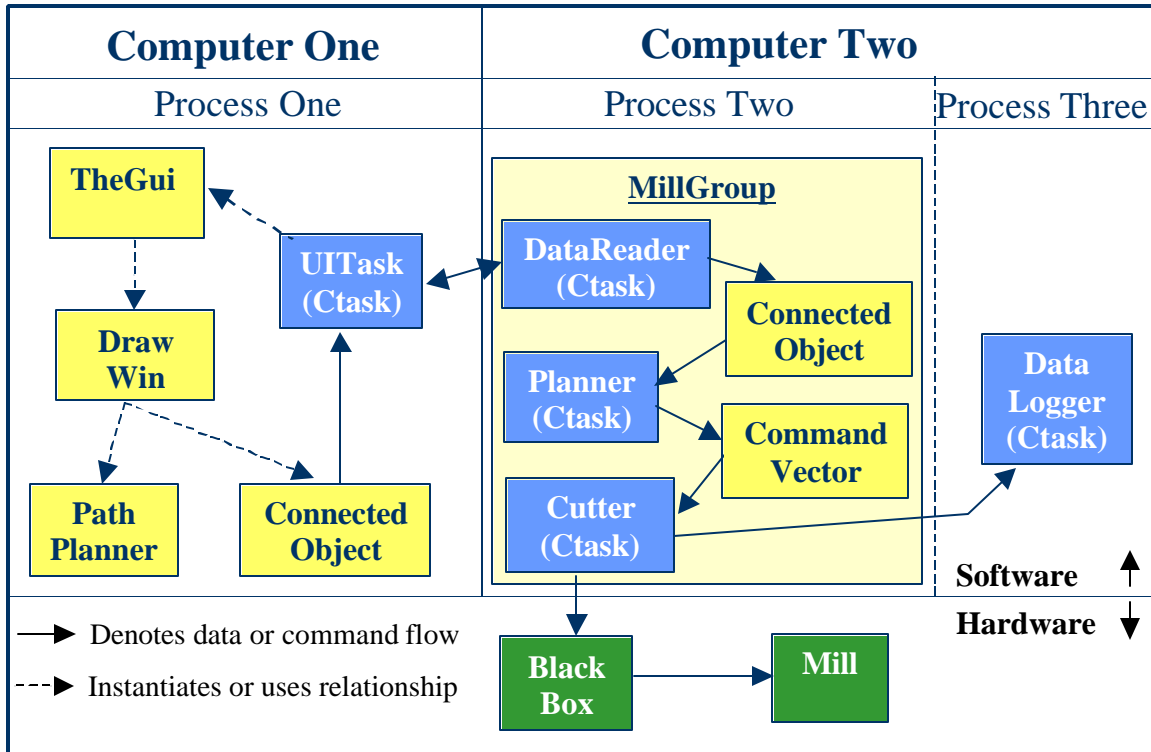 Computer One
Computer Two
Process One
Process Two
Process Three
TheGui
UITask
(Ctask)
Draw
Win
Path
Planner
Connected
Object
MillGroup
DataReader
(Ctask)
Connected
Object
Planner
(Ctask)
Command
Vector
Cutter
(Ctask)
Data
Logger
(Ctask)
Software
Hardware
Denotes data or command flow
Instantiates or uses relationship
Black
Box
Mill